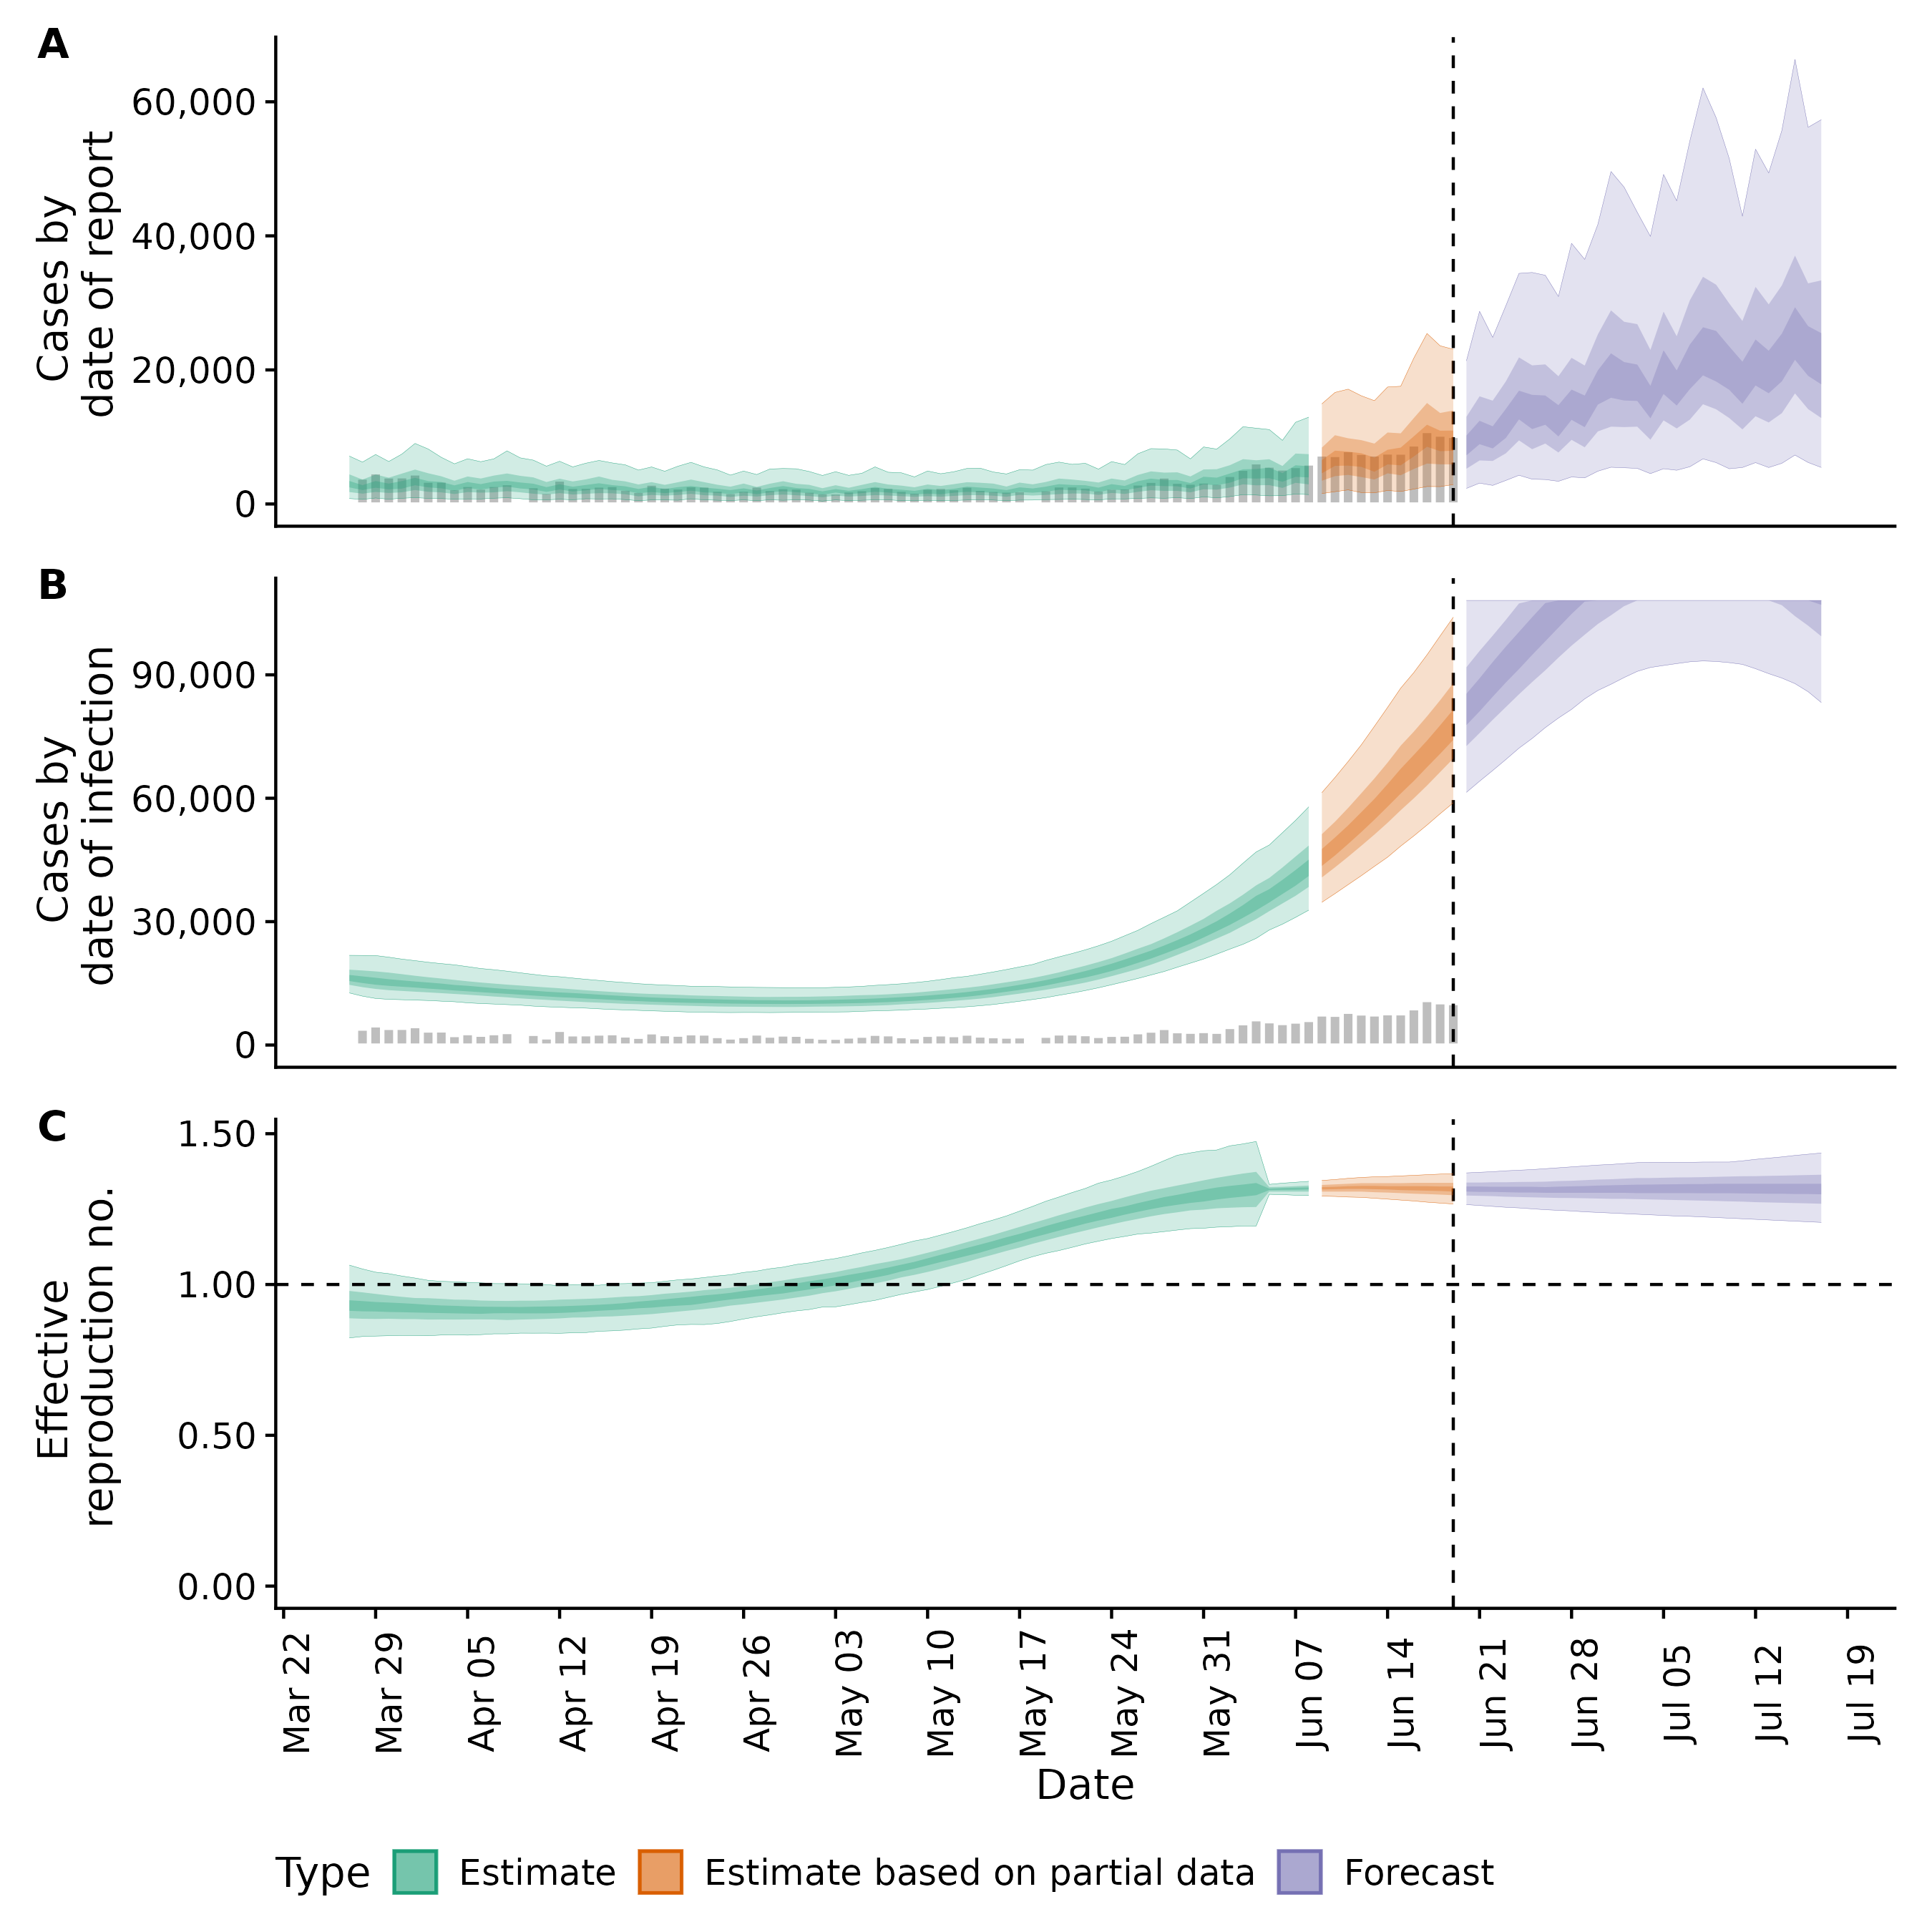 A
Cases by
date of report
60,000
40,000
20,000
0
B
Cases by
date of infection
90,000
60,000
30,000
0
C
Effective
reproduction no.
1.50
1.00
0.50
0.00
Mar 22
Mar 29
Apr 05
Apr 12
Apr 19
Apr 26
May 03
May 10
May 17
May 24
May 31
Jun 07
Jun 14
Jun 21
Jun 28
Jul 05
Jul 12
Jul 19
Date
Type Estimate Estimate based on partial data Forecast